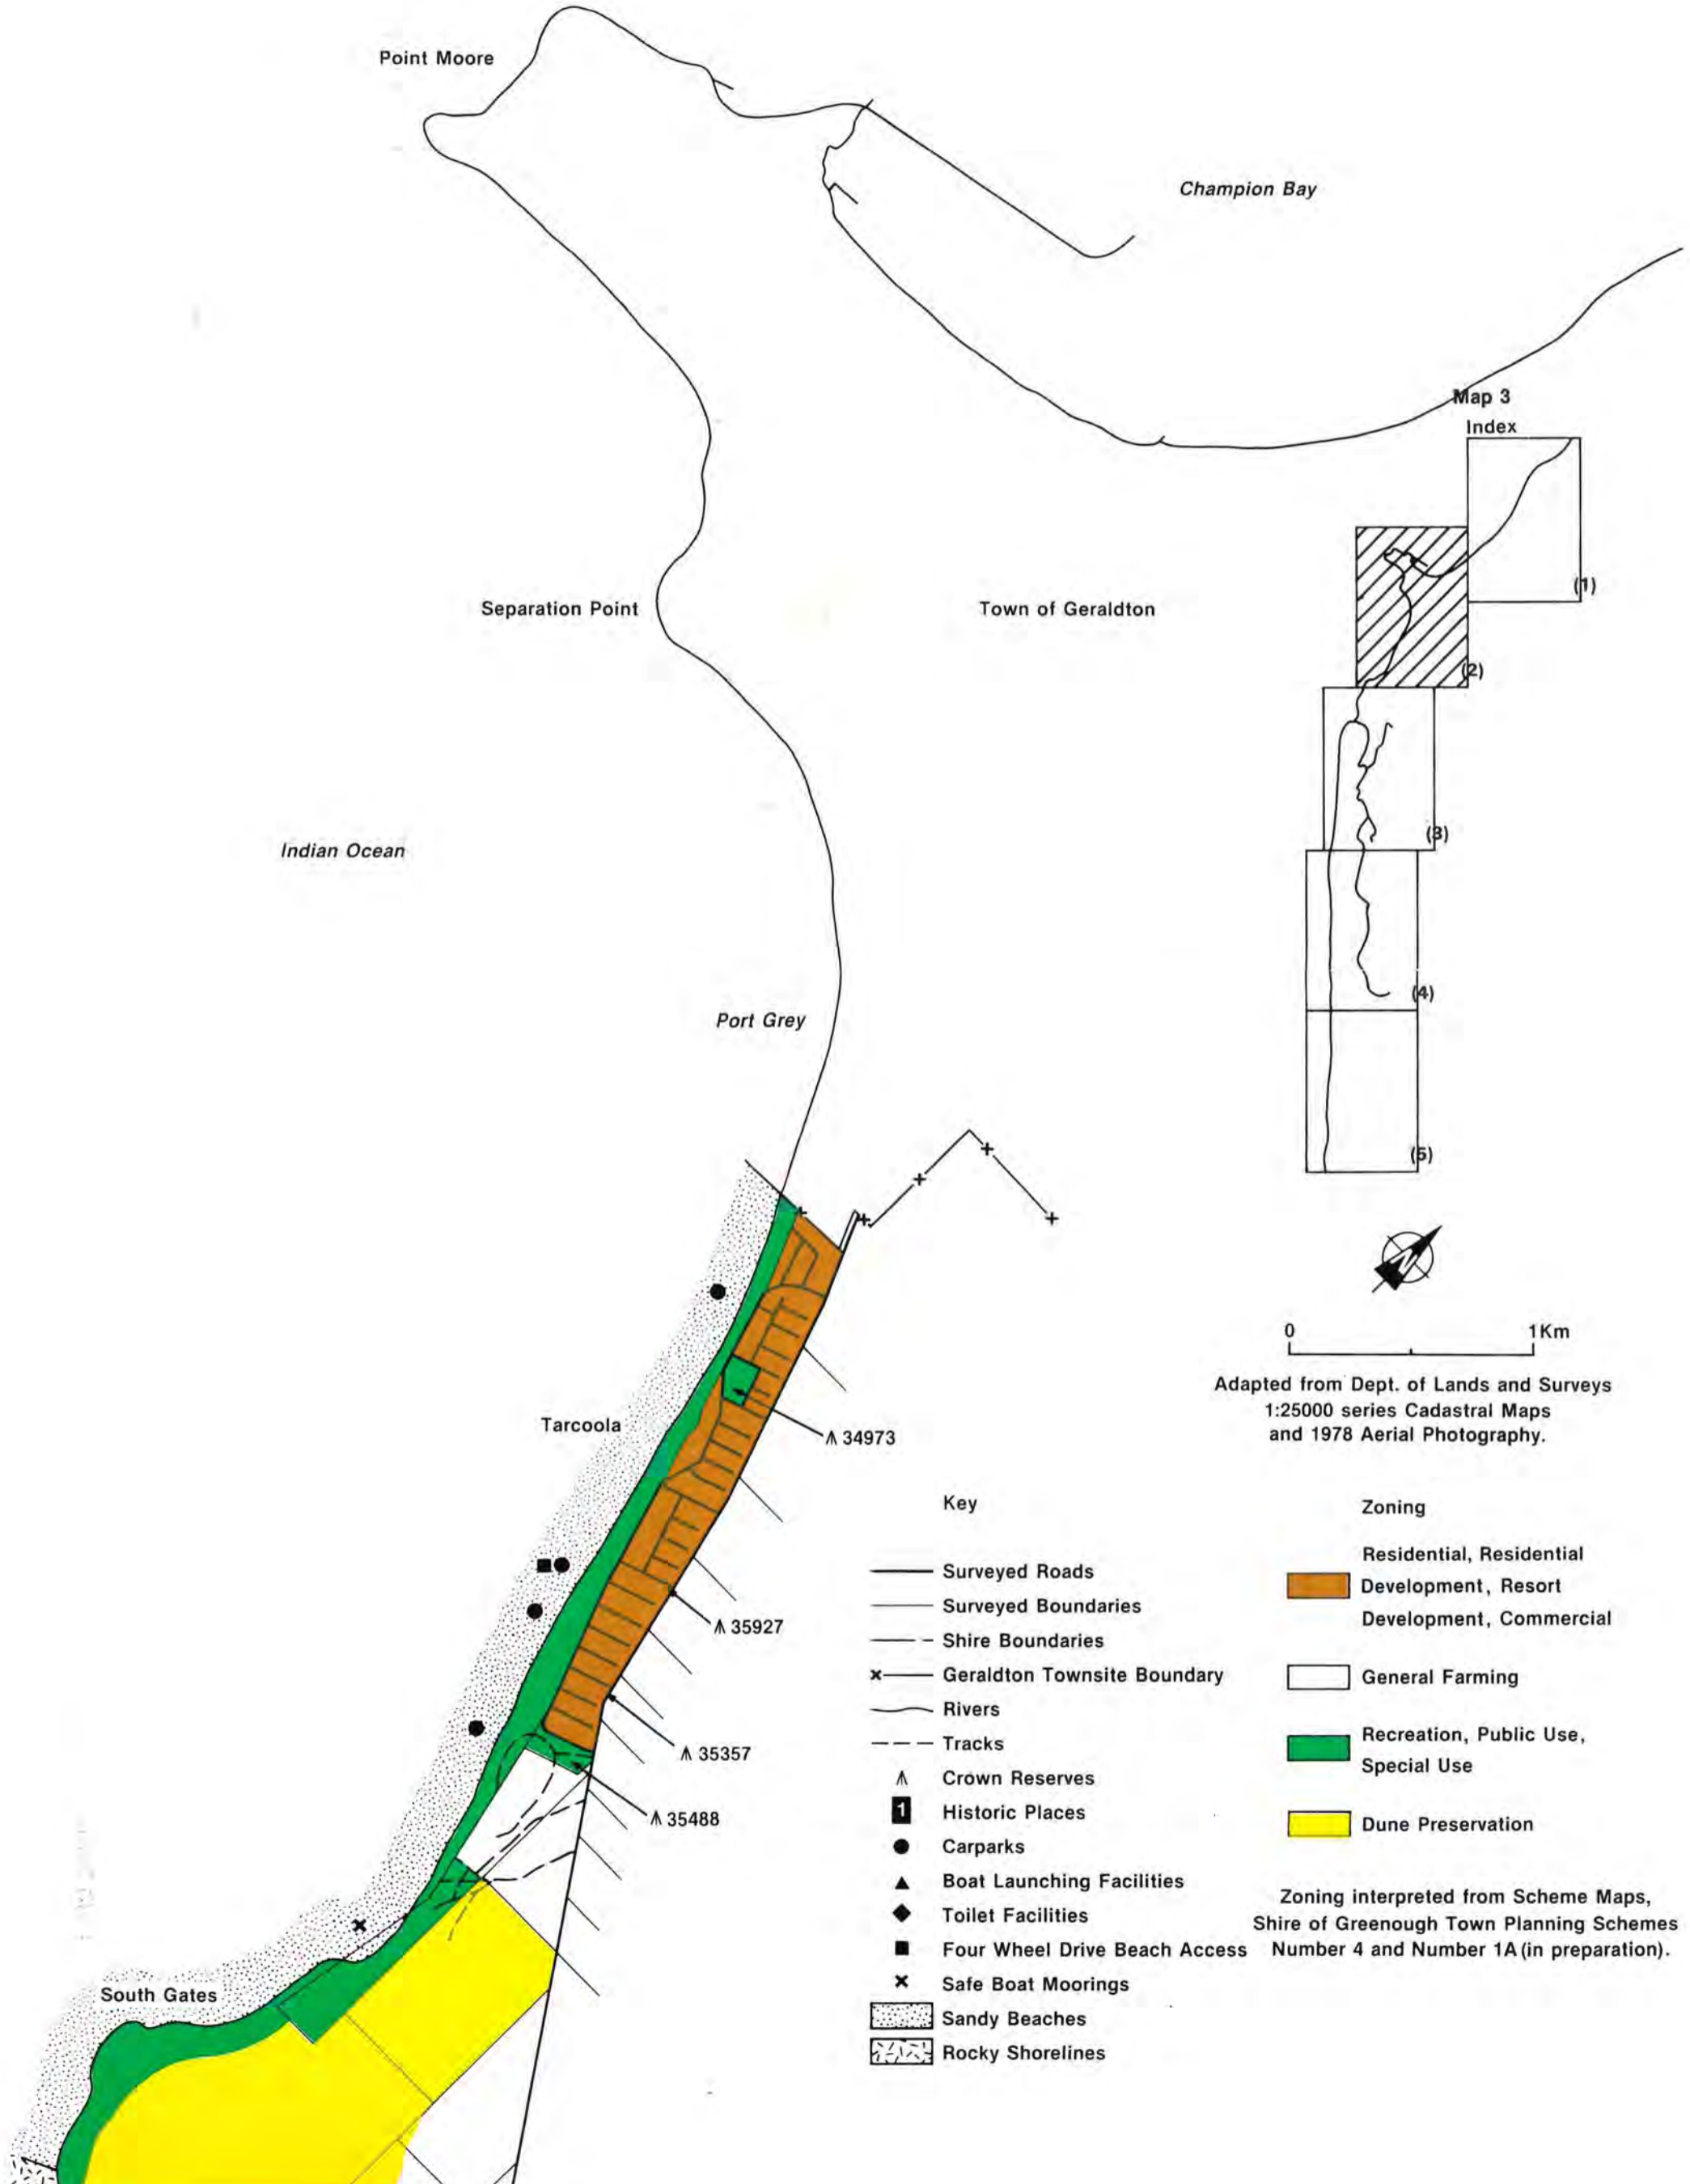 Point Moore
Champion Bay
Map 3
Index
(1)
(2)
(3)
(4)
(5)
Separation Point
Town of Geraldton
Indian Ocean
Port Grey
0 1Km
Adapted from Dept. of Lands and Surveys
1:25000 series Cadastral Maps
and 1978 Aerial Photography.
Tarcoola
34973
35927
35357
35488
South Gates
Key
Surveyed Roads
Surveyed Boundaries
Shire Boundaries
Geraldton Townsite Boundary
Rivers
Tracks
Crown Reserves
1 Historic Places
Carparks
Boat Launching Facilities
Toilet Facilities
Four Wheel Drive Beach Access
Safe Boat Moorings
Sandy Beaches
Rocky Shorelines
Zoning
Residential, Residential
Development, Resort
Development, Commercial
General Farming
Recreation, Public Use,
Special Use
Dune Preservation
Zoning interpreted from Scheme Maps,
Shire of Greenough Town Planning Schemes
Number 4 and Number 1A (in preparation).